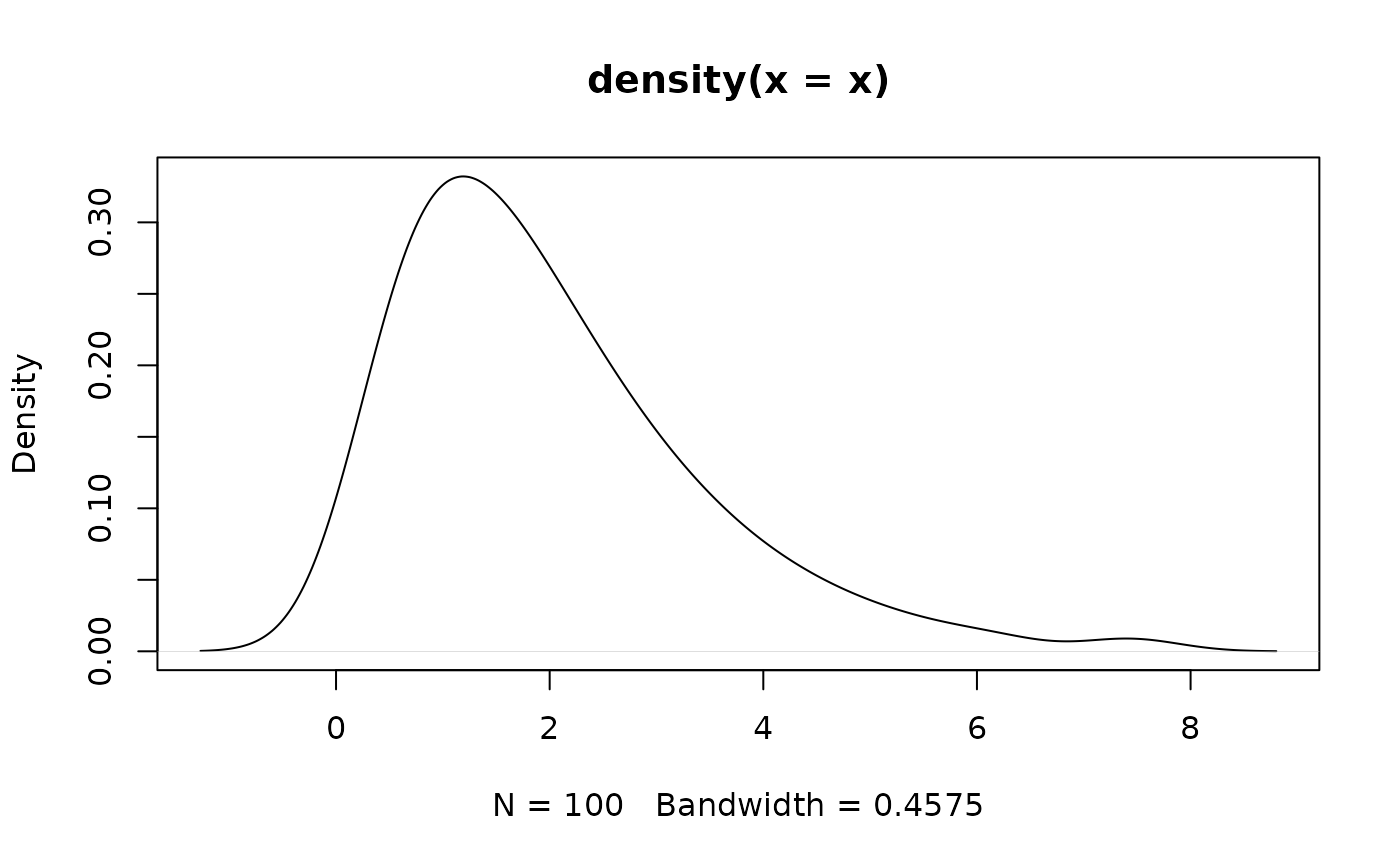 density(x = x)
Density
0.00 0.10 0.20 0.30
0 2 4 6 8
N = 100 Bandwidth = 0.4575